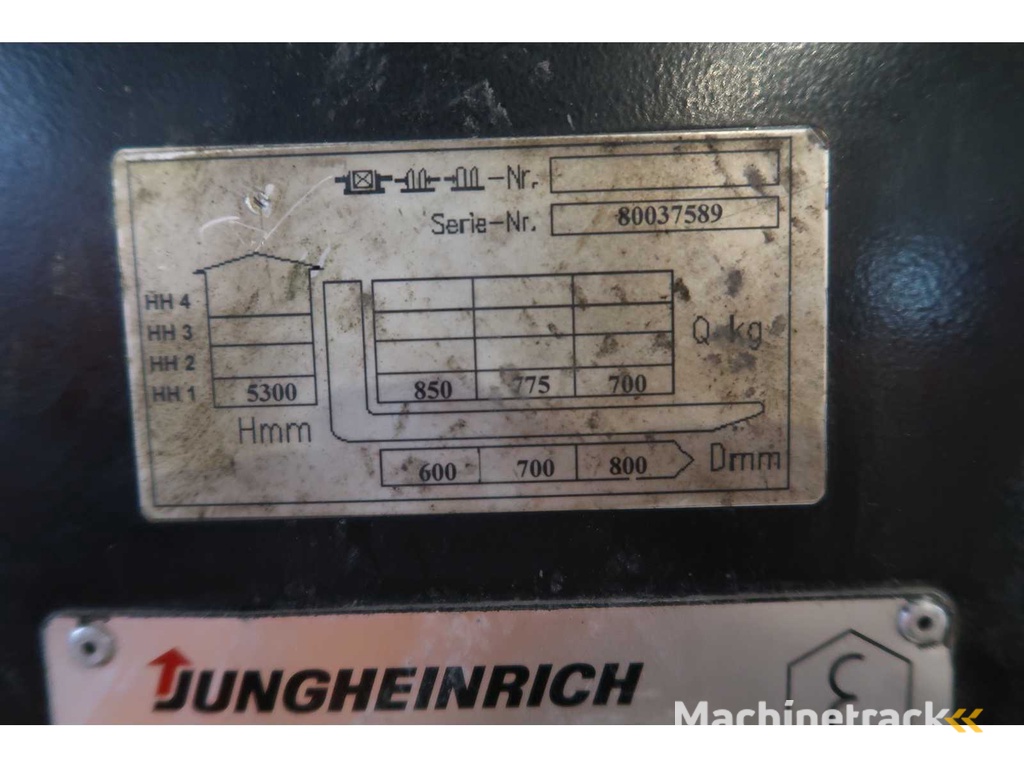 -Nr.
Serie-Nr. 80037589
HH 4
HH 3
HH 2
HH 1 5300 850 775 700 Q kg
Hmm
600 700 800 Dmm
JUNGHEINRICH
Machinetrack